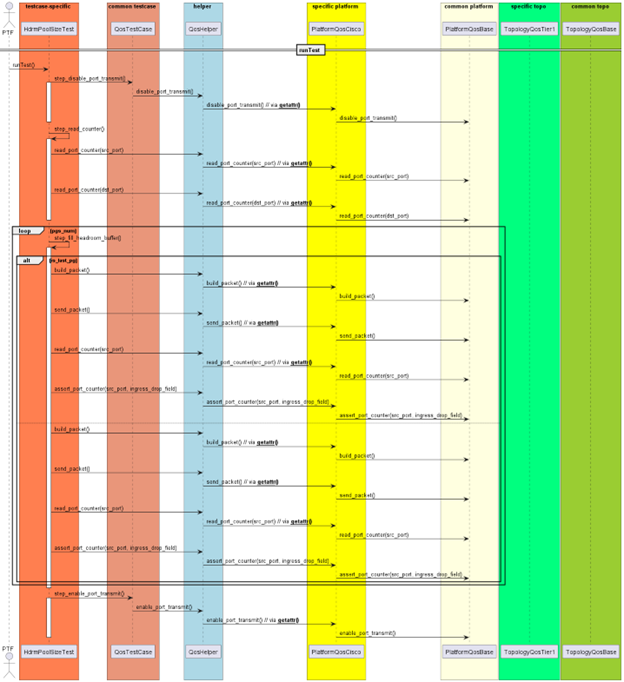 testcase-specific
common testcase
helper
specific platform
common platform
specific topo
common topo
PTF
HdrmPoolSizeTest
QosTestCase
QosHelper
PlatformQosCisco
PlatformQosBase
TopologyQosTier1
TopologyQosBase
runTest
runTest()
step_disable_port_transmit()
disable_port_transmit()
disable_port_transmit() // via getattr()
disable_port_transmit()
step_read_counter()
read_port_counter(src_port)
read_port_counter(src_port) // via getattr()
read_port_counter(src_port)
read_port_counter(dst_port)
read_port_counter(dst_port) // via getattr()
read_port_counter(dst_port)
loop
[pgs_num]
step_fill_headroom_buffer()
alt
[is_last_pg]
build_packet()
build_packet() // via getattr()
build_packet()
send_packet()
send_packet() // via getattr()
send_packet()
read_port_counter(src_port)
read_port_counter(src_port) // via getattr()
read_port_counter(src_port)
assert_port_counter(src_port, ingress_drop_field)
assert_port_counter(src_port, ingress_drop_field)
assert_port_counter(src_port, ingress_drop_field)
build_packet()
build_packet() // via getattr()
build_packet()
send_packet()
send_packet() // via getattr()
send_packet()
read_port_counter(src_port)
read_port_counter(src_port) // via getattr()
read_port_counter(src_port)
assert_port_counter(src_port, ingress_drop_field)
assert_port_counter(src_port, ingress_drop_field)
assert_port_counter(src_port, ingress_drop_field)
step_enable_port_transmit()
enable_port_transmit()
enable_port_transmit() // via getattr()
enable_port_transmit()
PTF
HdrmPoolSizeTest
QosTestCase
QosHelper
PlatformQosCisco
PlatformQosBase
TopologyQosTier1
TopologyQosBase